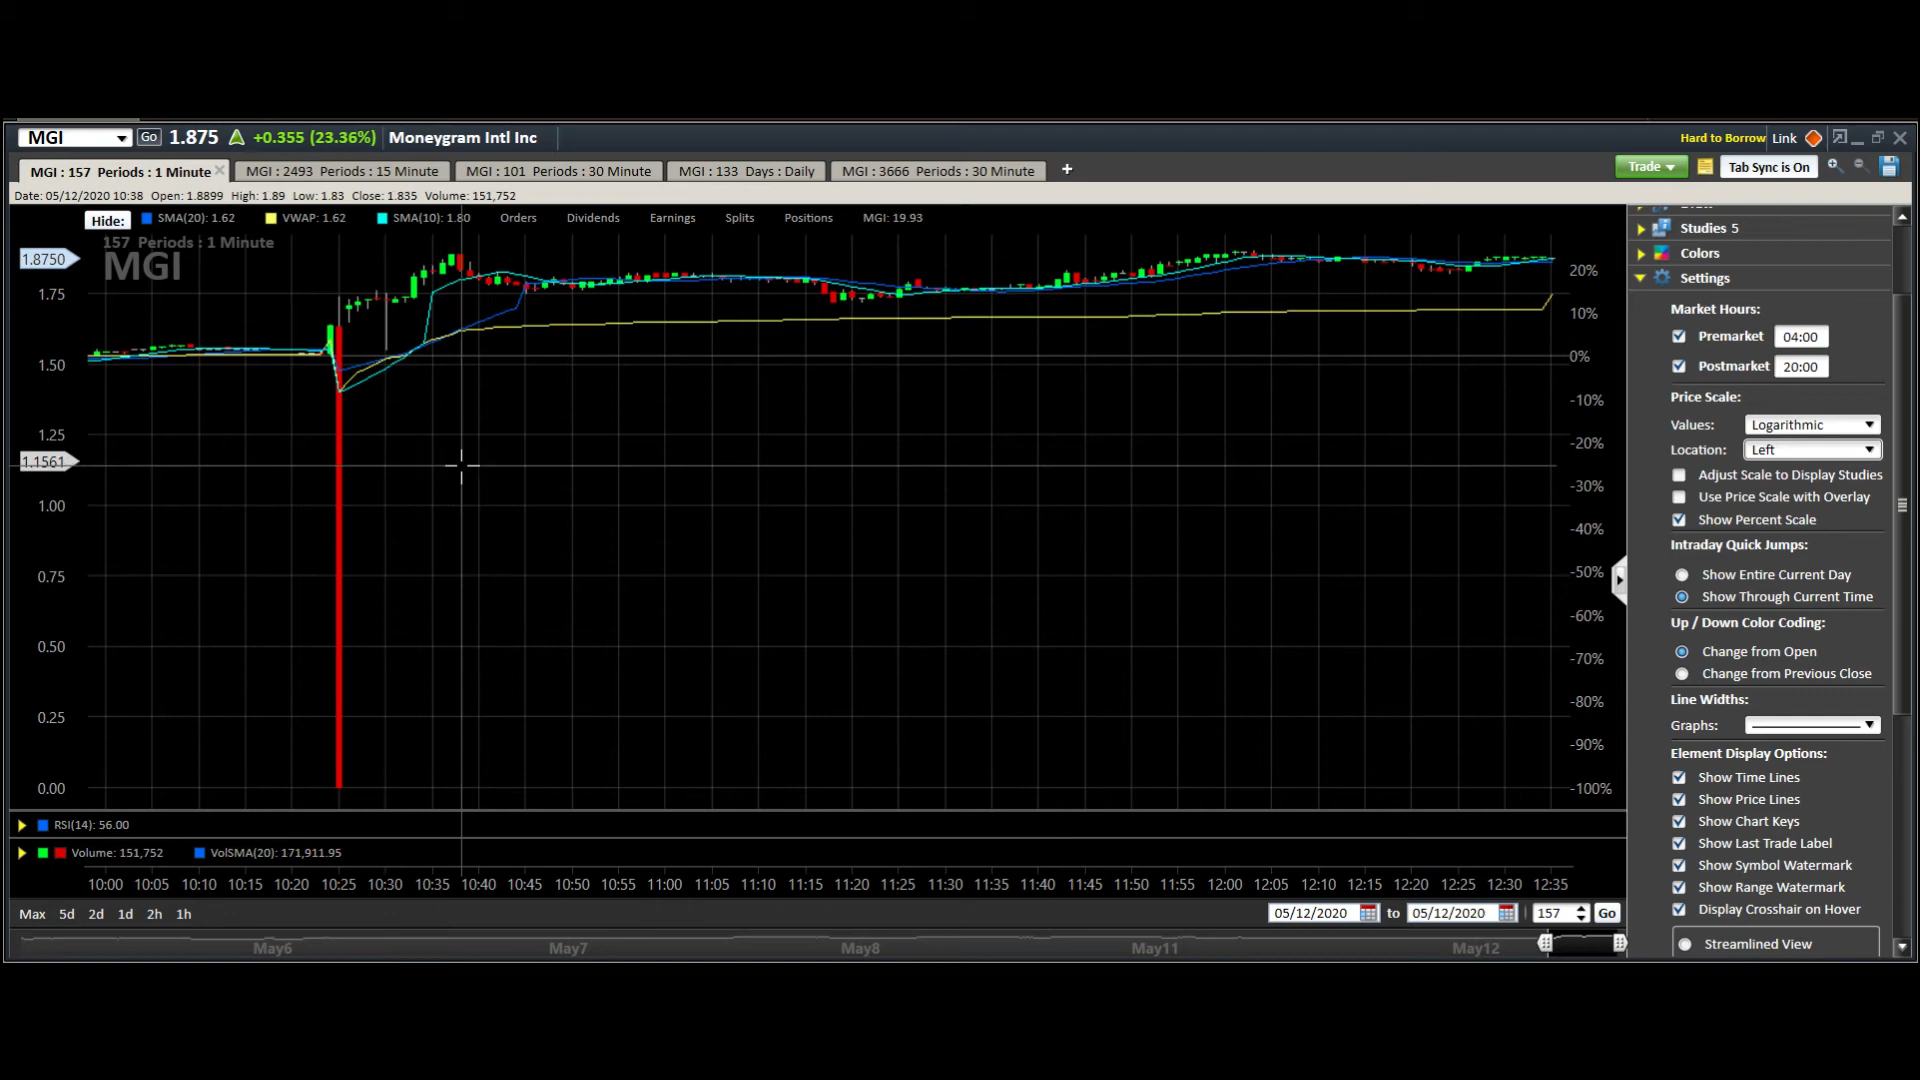 MGI Go 1.875 +0.355 (23.36%) Moneygram Intl Inc Hard to Borrow Link
MGI : 157 Periods : 1 Minute MGI : 2493 Periods : 15 Minute MGI : 101 Periods : 30 Minute MGI : 133 Days : Daily MGI : 3666 Periods : 30 Minute + Trade Tab Sync is On
Date: 05/12/2020 10:38 Open: 1.8899 High: 1.89 Low: 1.83 Close: 1.835 Volume: 151,752
Hide: SMA(20): 1.62 VWAP: 1.62 SMA(10): 1.80 Orders Dividends Earnings Splits Positions MGI: 19.93
157 Periods : 1 Minute
MGI
1.8750
1.75
1.50
1.25
1.1561
1.00
0.75
0.50
0.25
0.00
20%
10%
0%
-10%
-20%
-30%
-40%
-50%
-60%
-70%
-80%
-90%
-100%
RSI(14): 56.00
Volume: 151,752 VolSMA(20): 171,911.95
10:00 10:05 10:10 10:15 10:20 10:25 10:30 10:35 10:40 10:45 10:50 10:55 11:00 11:05 11:10 11:15 11:20 11:25 11:30 11:35 11:40 11:45 11:50 11:55 12:00 12:05 12:10 12:15 12:20 12:25 12:30 12:35
Max 5d 2d 1d 2h 1h 05/12/2020 to 05/12/2020 157 Go
May6 May7 May8 May11 May12
Studies 5
Colors
Settings
Market Hours:
Premarket 04:00
Postmarket 20:00
Price Scale:
Values: Logarithmic
Location: Left
Adjust Scale to Display Studies
Use Price Scale with Overlay
Show Percent Scale
Intraday Quick Jumps:
Show Entire Current Day
Show Through Current Time
Up / Down Color Coding:
Change from Open
Change from Previous Close
Line Widths:
Graphs:
Element Display Options:
Show Time Lines
Show Price Lines
Show Chart Keys
Show Last Trade Label
Show Symbol Watermark
Show Range Watermark
Display Crosshair on Hover
Streamlined View